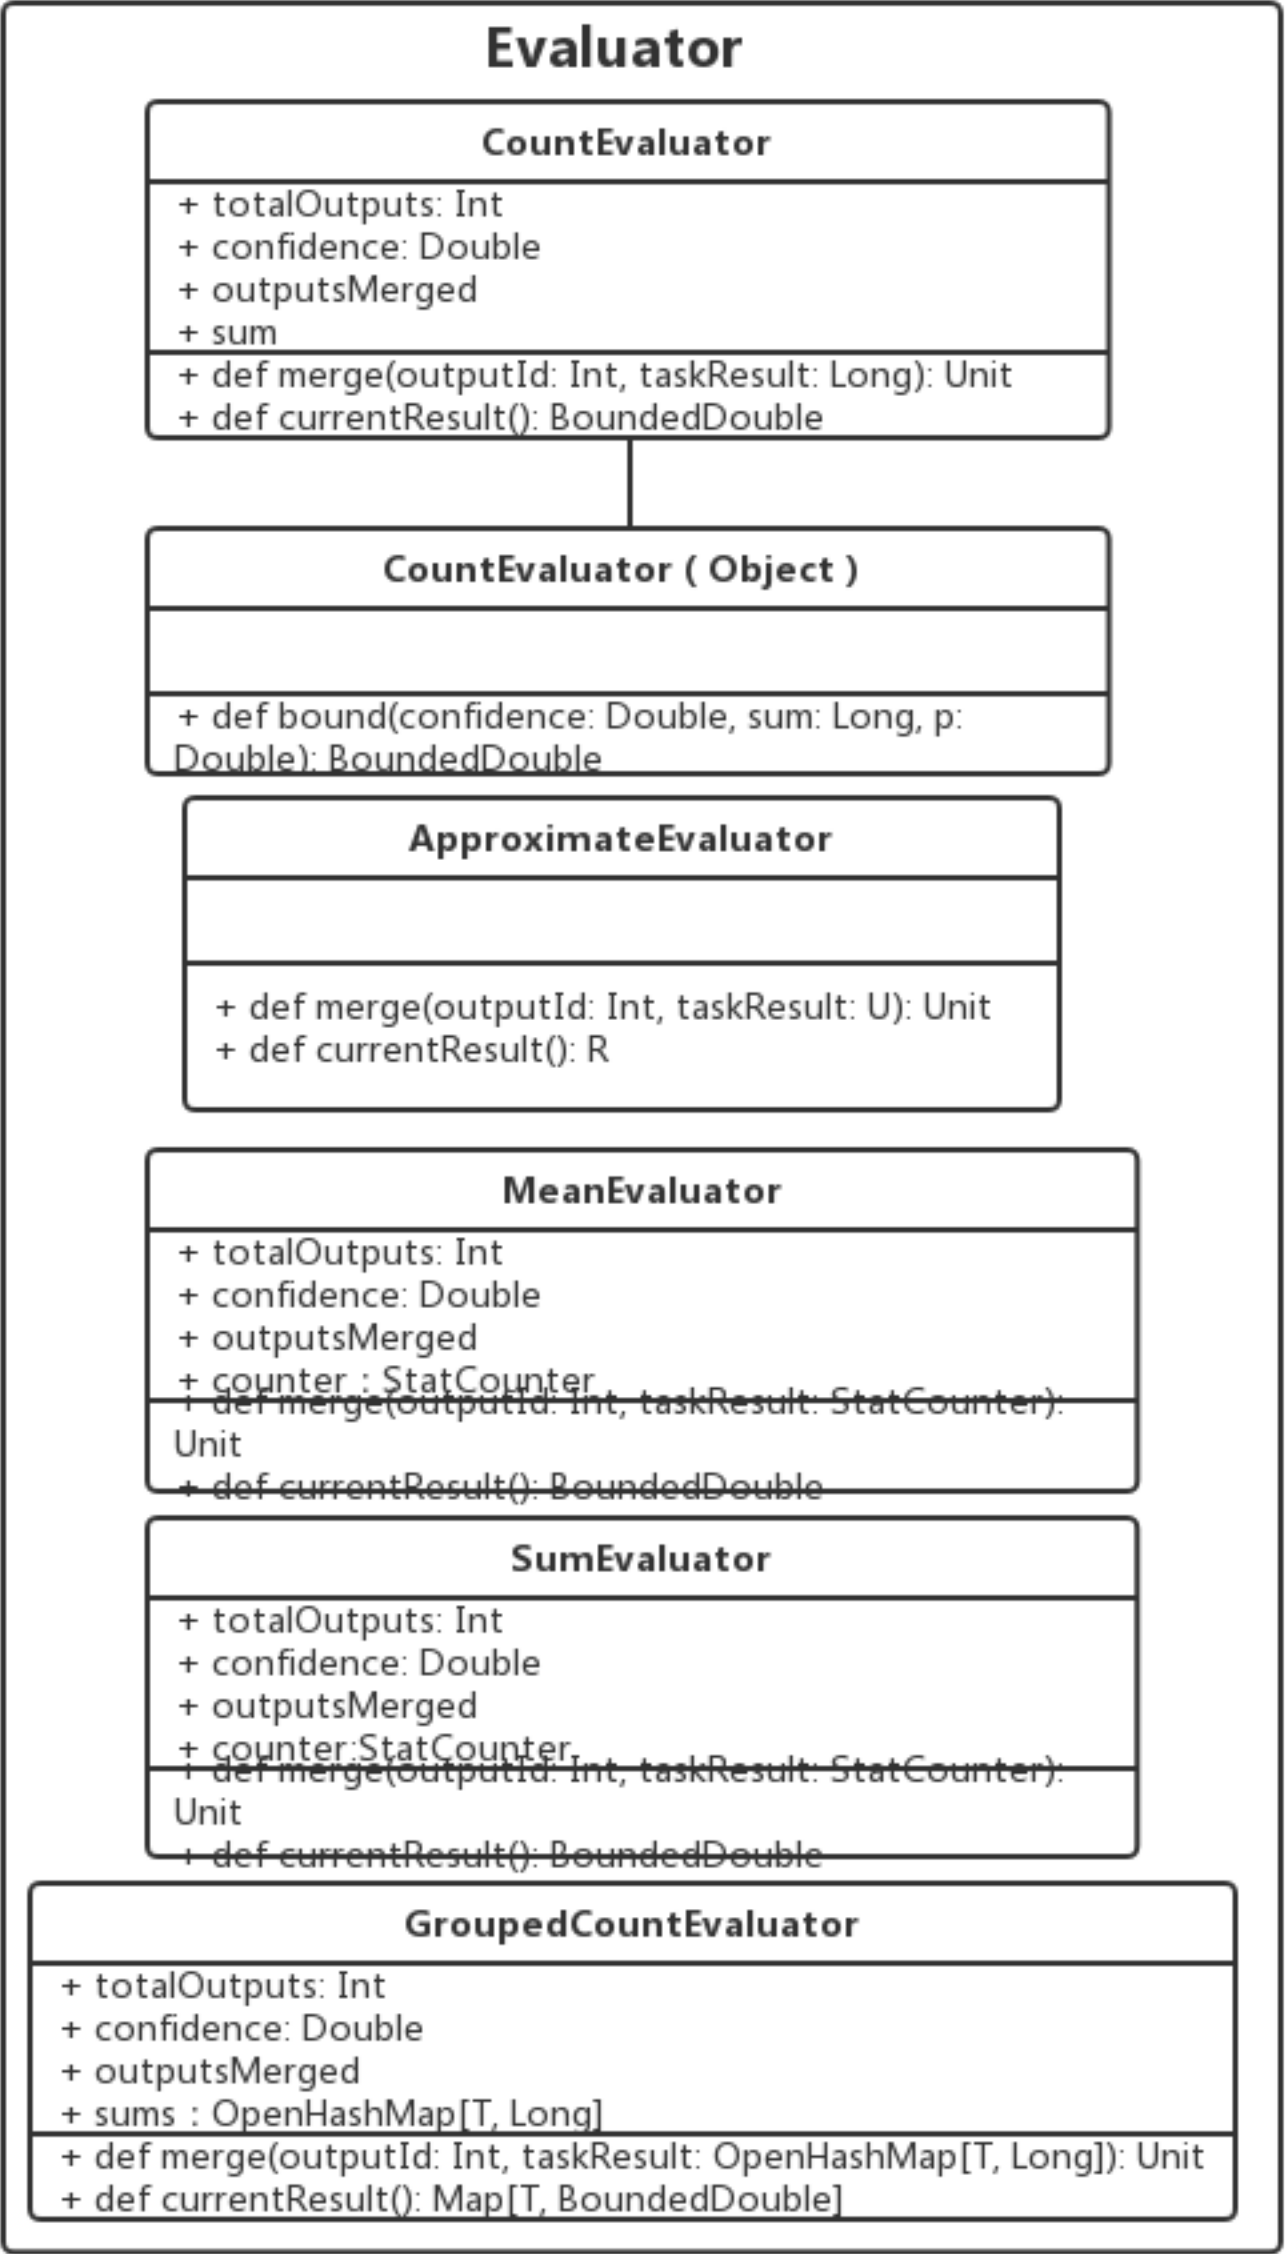 Evaluator
CountEvaluator
+ totalOutputs: Int
+ confidence: Double
+ outputsMerged
+ sum
+ def merge(outputId: Int, taskResult: Long): Unit
+ def currentResult(): BoundedDouble
CountEvaluator ( Object )
+ def bound(confidence: Double, sum: Long, p:
Double): BoundedDouble
ApproximateEvaluator
+ def merge(outputId: Int, taskResult: U): Unit
+ def currentResult(): R
MeanEvaluator
+ totalOutputs: Int
+ confidence: Double
+ outputsMerged
+ counter : StatCounter
+ def merge(outputId: Int, taskResult: StatCounter):
Unit
+ def currentResult(): BoundedDouble
SumEvaluator
+ totalOutputs: Int
+ confidence: Double
+ outputsMerged
+ counter:StatCounter
+ def merge(outputId: Int, taskResult: StatCounter):
Unit
+ def currentResult(): BoundedDouble
GroupedCountEvaluator
+ totalOutputs: Int
+ confidence: Double
+ outputsMerged
+ sums : OpenHashMap[T, Long]
+ def merge(outputId: Int, taskResult: OpenHashMap[T, Long]): Unit
+ def currentResult(): Map[T, BoundedDouble]